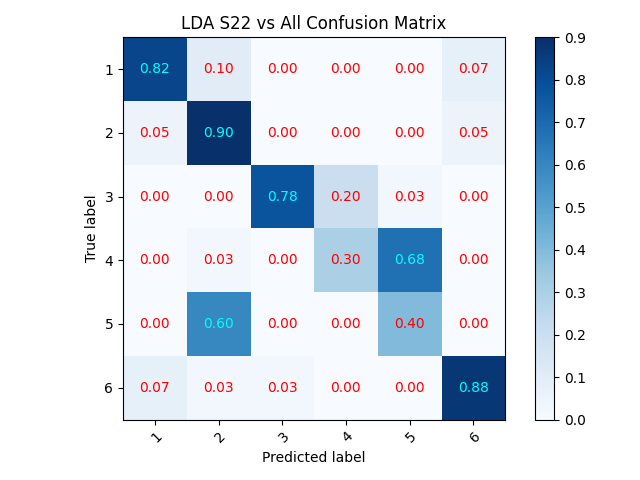 LDA S22 vs All Confusion Matrix
True label
1 0.82 0.10 0.00 0.00 0.00 0.07
2 0.05 0.90 0.00 0.00 0.00 0.05
3 0.00 0.00 0.78 0.20 0.03 0.00
4 0.00 0.03 0.00 0.30 0.68 0.00
5 0.00 0.60 0.00 0.00 0.40 0.00
6 0.07 0.03 0.03 0.00 0.00 0.88
1 2 3 4 5 6
Predicted label
0.9
0.8
0.7
0.6
0.5
0.4
0.3
0.2
0.1
0.0